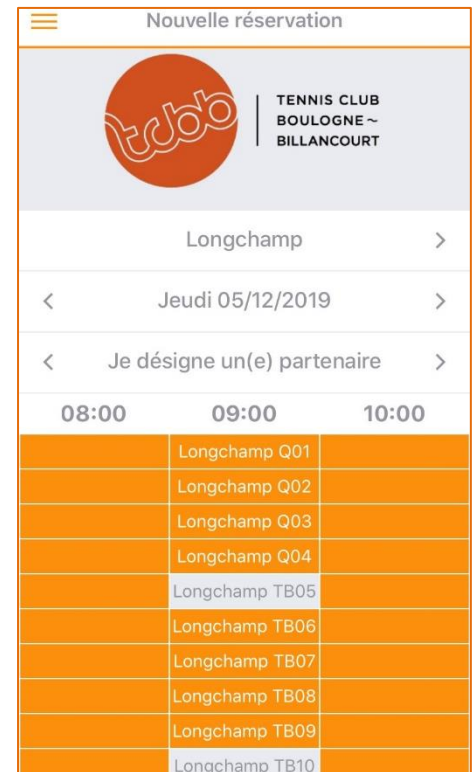 Nouvelle réservation
tcbb
TENNIS CLUB
BOULOGNE ~
BILLANCOURT
Longchamp >
< Jeudi 05/12/2019 >
< Je désigne un(e) partenaire >
08:00 09:00 10:00
Longchamp Q01
Longchamp Q02
Longchamp Q03
Longchamp Q04
Longchamp TB05
Longchamp TB06
Longchamp TB07
Longchamp TB08
Longchamp TB09
Longchamp TB10